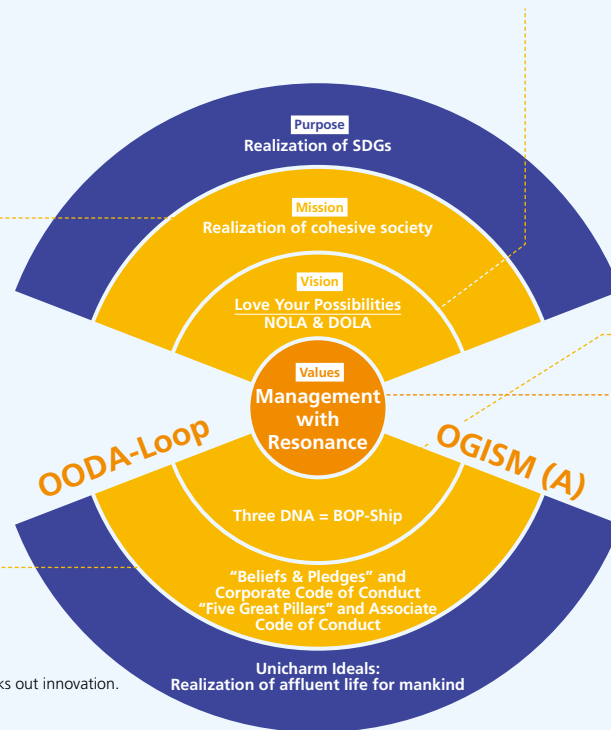 Purpose
Realization of SDGs
Mission
Realization of cohesive society
Vision
Love Your Possibilities
NOLA & DOLA
Values
Management
with
Resonance
OODA-Loop
OGISM (A)
Three DNA = BOP-Ship
“Beliefs & Pledges” and
Corporate Code of Conduct
“Five Great Pillars” and Associate
Code of Conduct
Unicharm Ideals:
Realization of affluent life for mankind
out innovation.